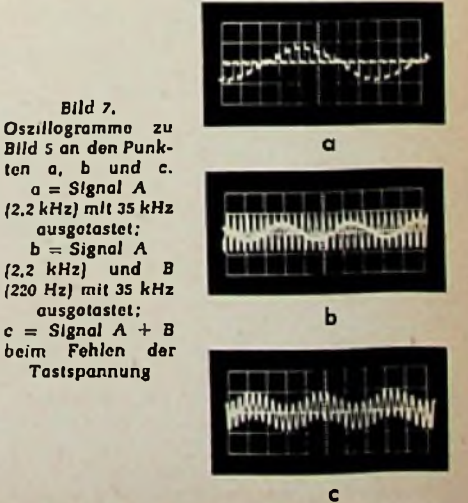 Bild 7.
Oszillogramme zu
Bild 5 an den Punk-
ten a, b und c.
a = Signal A
(2,2 kHz) mit 35 kHz
ausgetastet;
b = Signal A
(2,2 kHz) und B
(220 Hz) mit 35 kHz
ausgetastet;
c = Signal A + B
beim Fehlen der
Tastspannung
a
b
c